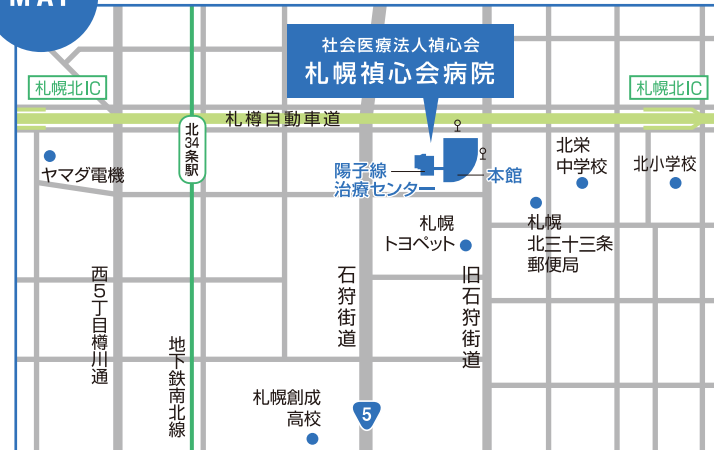 MAP
社会医療法人禎心会
札幌禎心会病院
札幌北IC
札幌北IC
札樽自動車道
北34条駅
ヤマダ電機
陽子線
治療センター
本館
北栄
中学校
北小学校
札幌
トヨペット
札幌
北三十三条
郵便局
西5丁目樽川通
地下鉄南北線
石狩街道
旧石狩街道
札幌創成
高校
5